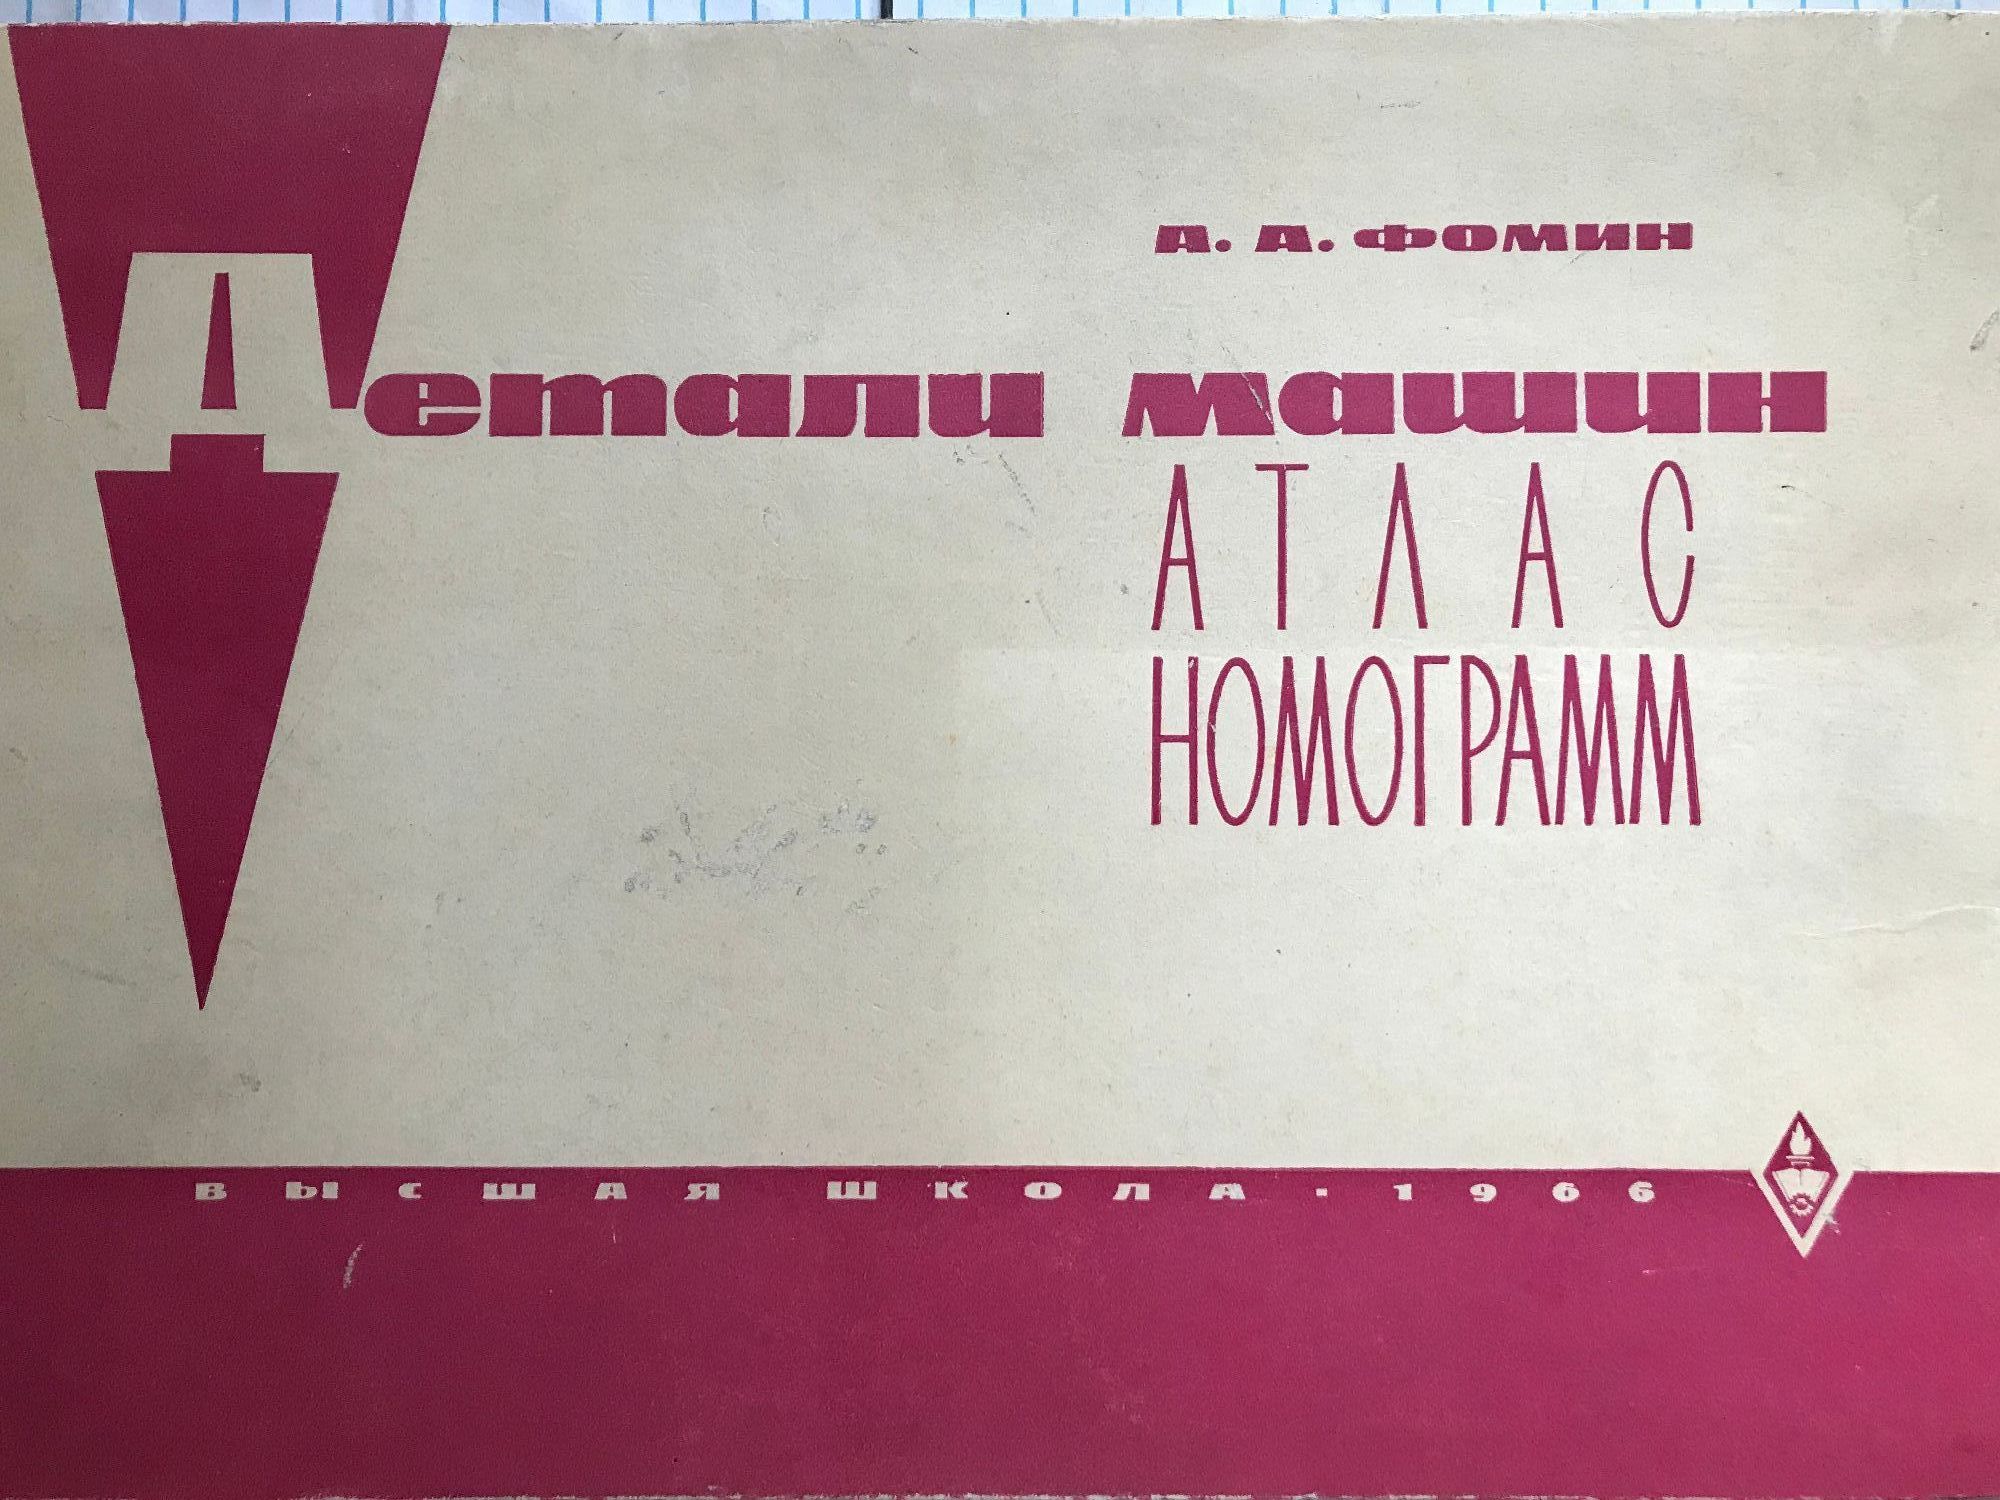 А. А. ФОМИН
Детали машин
АТЛАС
НОМОГРАММ
ВЫСШАЯ ШКОЛА · 1966